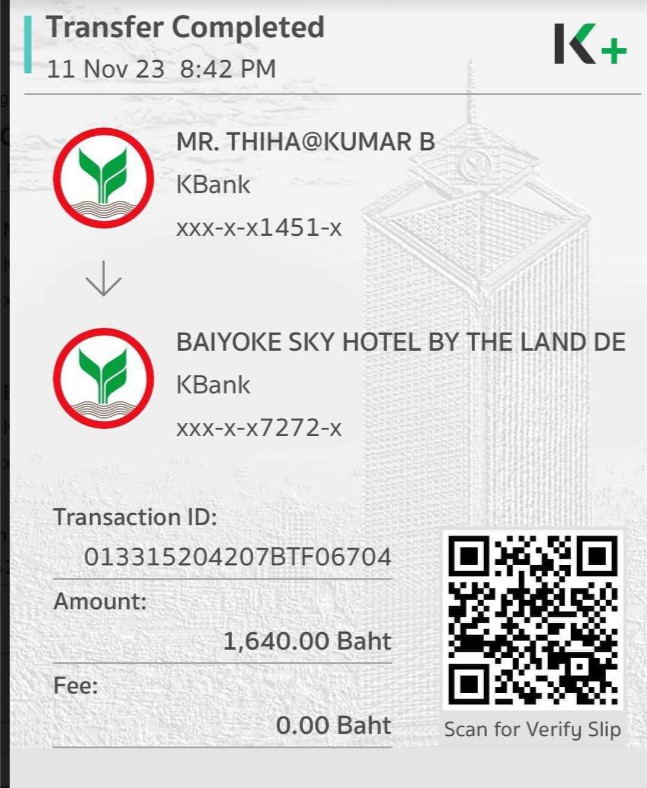 Transfer Completed
11 Nov 23 8:42 PM
K+
MR. THIHA@KUMAR B
KBank
xxx-x-x1451-x
BAIYOKE SKY HOTEL BY THE LAND DE
KBank
xxx-x-x7272-x
Transaction ID:
013315204207BTF06704
Amount:
1,640.00 Baht
Fee:
0.00 Baht
Scan for Verify Slip